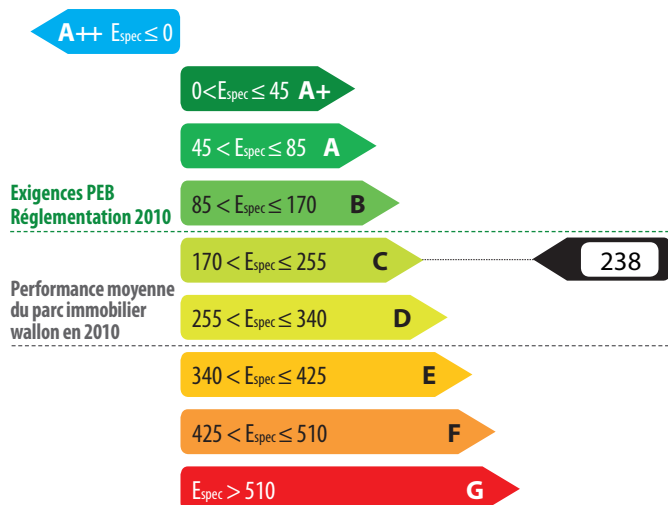 A++ Espec ≤ 0
0<Espec ≤ 45 A+
45 < Espec ≤ 85 A
Exigences PEB
Réglementation 2010
85 < Espec ≤ 170 B
170 < Espec ≤ 255 C
238
Performance moyenne
du parc immobilier
wallon en 2010
255 < Espec ≤ 340 D
340 < Espec ≤ 425 E
425 < Espec ≤ 510 F
Espec > 510 G